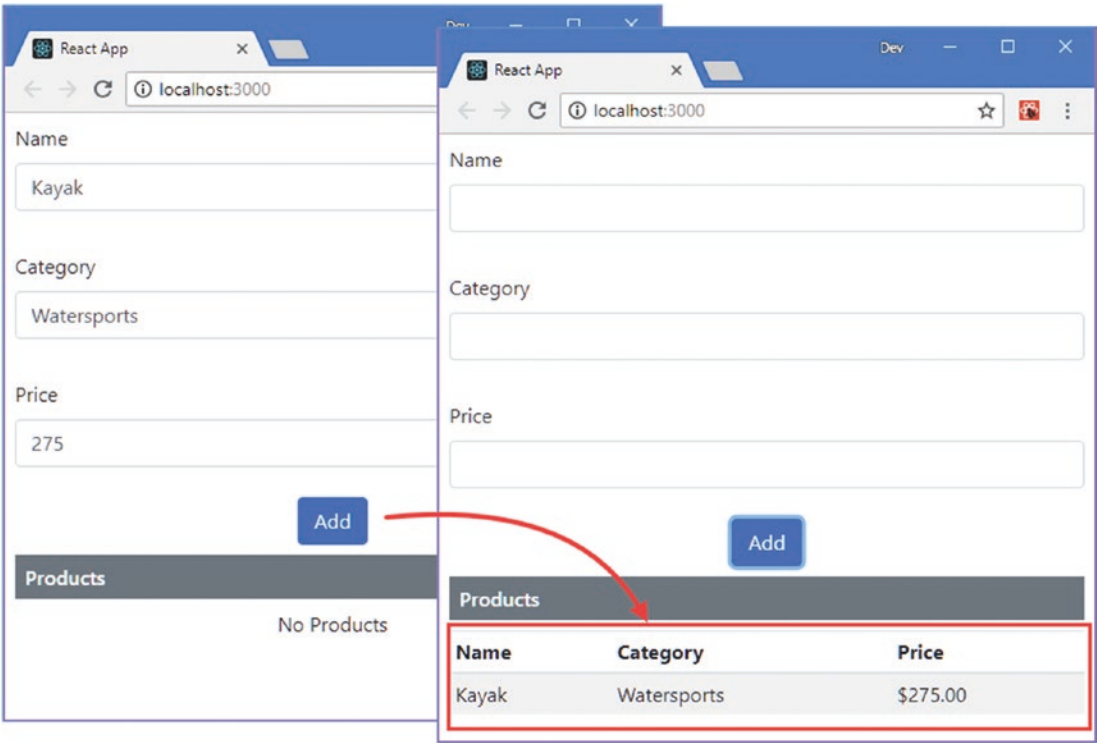 React App
localhost:3000
Name
Kayak
Category
Watersports
Price
275
Add
Products
No Products
Dev
React App
localhost:3000
Name
Category
Price
Add
Products
Name Category Price
Kayak Watersports $275.00